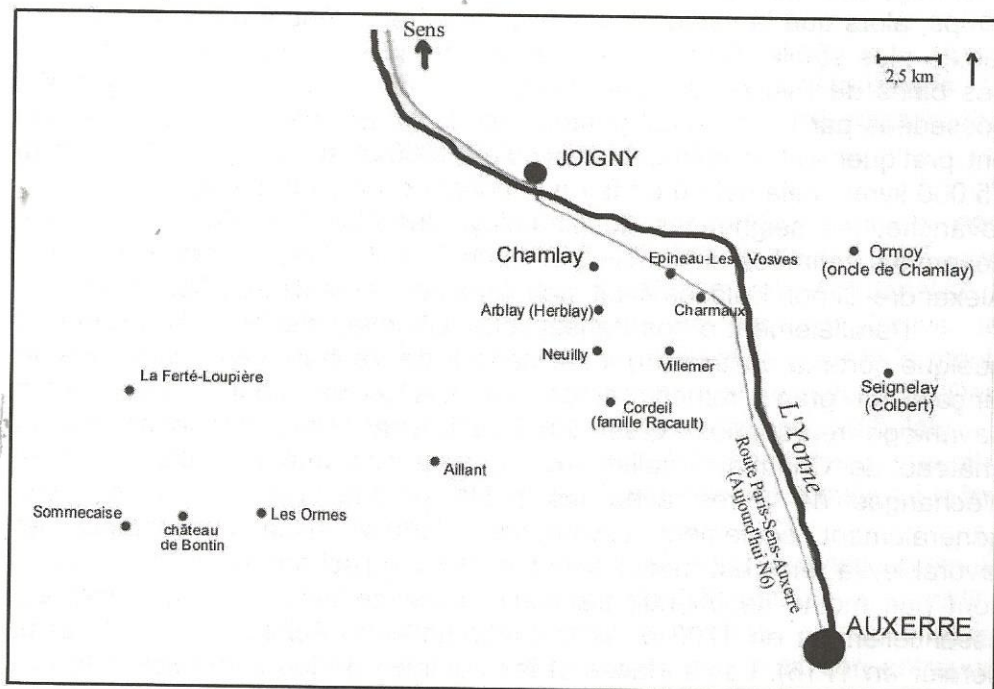 Sens
2,5 km
JOIGNY
Chamlay
Epineau-Les Vosves
Ormoy
(oncle de Chamlay)
Arblay (Herblay)
Charmaux
Neuilly
Villemer
La Ferté-Loupière
Seignelay
(Colbert)
Cordeil
(famille Racault)
L'Yonne
Route Paris-Sens-Auxerre
(Aujourd'hui N6)
Aillant
Sommecaise
château
de Bontin
Les Ormes
AUXERRE